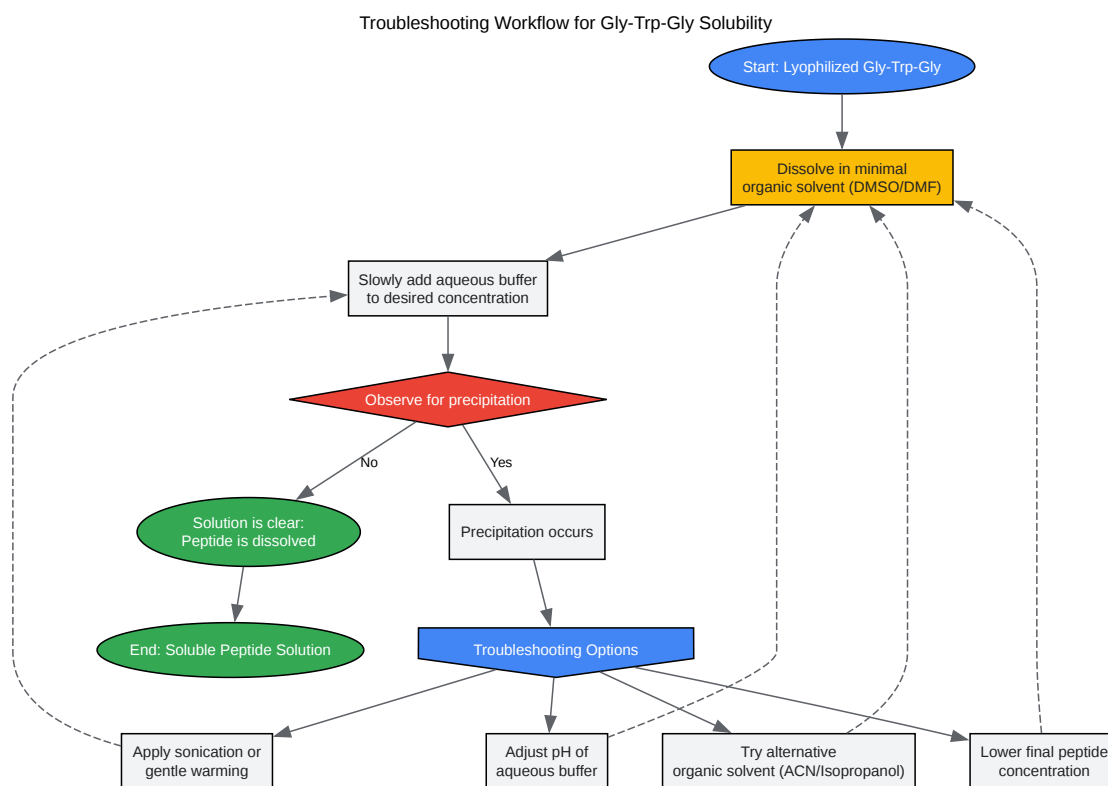 Troubleshooting Workflow for Gly-Trp-Gly Solubility
Start: Lyophilized Gly-Trp-Gly
Dissolve in minimal
organic solvent (DMSO/DMF)
Slowly add aqueous buffer
to desired concentration
Observe for precipitation
No
Yes
Solution is clear:
Peptide is dissolved
Precipitation occurs
End: Soluble Peptide Solution
Troubleshooting Options
Apply sonication or
gentle warming
Adjust pH of
aqueous buffer
Try alternative
organic solvent (ACN/Isopropanol)
Lower final peptide
concentration